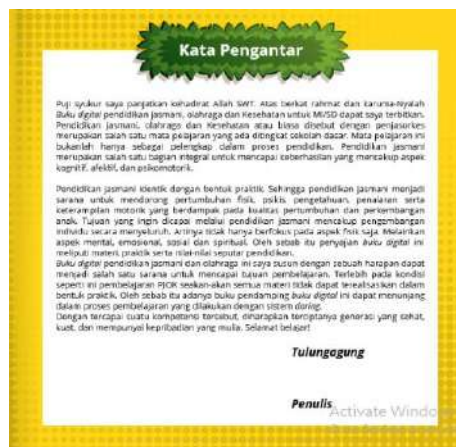 Kata Pengantar
Puji syukur saya panjatkan kehadirat Allah SWT. Atas berkat rahmat dan karunia-Nyalah
Buku digital pendidikan jasmani, olahraga dan Kesehatan untuk MI/SD dapat saya terbitkan.
Pendidikan jasmani, olahraga dan Kesehatan atau biasa disebut dengan penjasorkes
merupakan salah satu mata pelajaran yang ada ditingkat sekolah dasar. Mata pelajaran ini
bukanlah hanya sebagai pelengkap dalam proses pendidikan. Pendidikan jasmani
merupakan salah satu bagian integral untuk mencapai keberhasilan yang mencakup aspek
kognitif, afektif, dan psikomotorik.
Pendidikan jasmani identik dengan bentuk praktik. Sehingga pendidikan jasmani menjadi
sarana untuk mendorong pertumbuhan fisik, psikis, pengetahuan, penalaran serta
keterampilan motorik yang berdampak pada kualitas pertumbuhan dan perkembangan
anak. Tujuan yang ingin dicapai melalui pendidikan jasmani mencakup pengembangan
individu secara menyeluruh. Artinya tidak hanya berfokus pada aspek fisik saja. Melainkan
aspek mental, emosional, sosial dan spiritual. Oleh sebab itu penyajian buku digital ini
meliputi materi praktik serta nilai-nilai seputar pendidikan.
Buku digital pendidikan jasmani dan olahraga ini saya susun dengan sebuah harapan dapat
menjadi salah satu sarana untuk mencapai tujuan pembelajaran. Terlebih pada kondisi
seperti ini pembelajaran PJOK seakan-akan semua materi tidak dapat terealisasikan dalam
bentuk praktik. Oleh sebab itu adanya buku pendamping buku digital ini dapat menunjang
dalam proses pembelajaran yang dilakukan dengan sistem daring.
Dengan tercapai suatu kompetensi tersebut, diharapkan terciptanya generasi yang sehat,
kuat, dan mempunyai kepribadian yang mulia. Selamat belajar!
Tulungagung
Penulis
Activate Windo